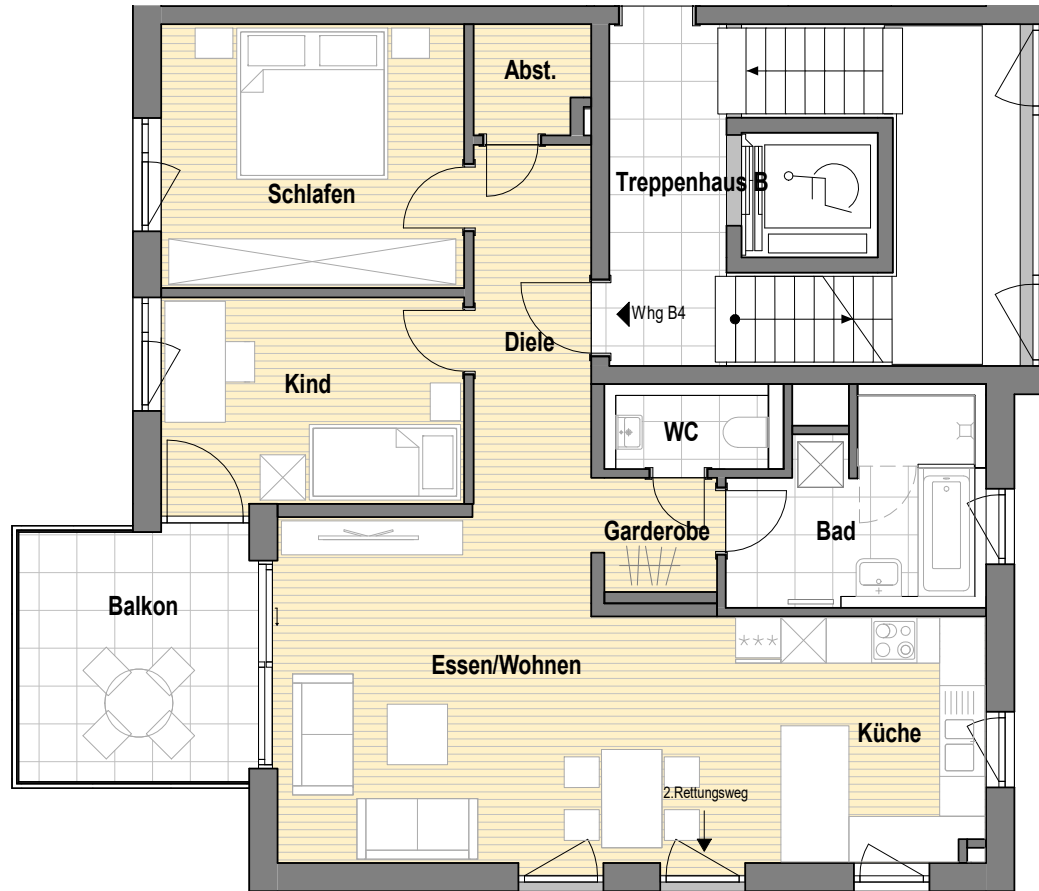 Abst.
Schlafen
Treppenhaus B
Whg B4
Diele
Kind
WC
Garderobe
Bad
Balkon
Essen/Wohnen
***
Küche
2.Rettungsweg